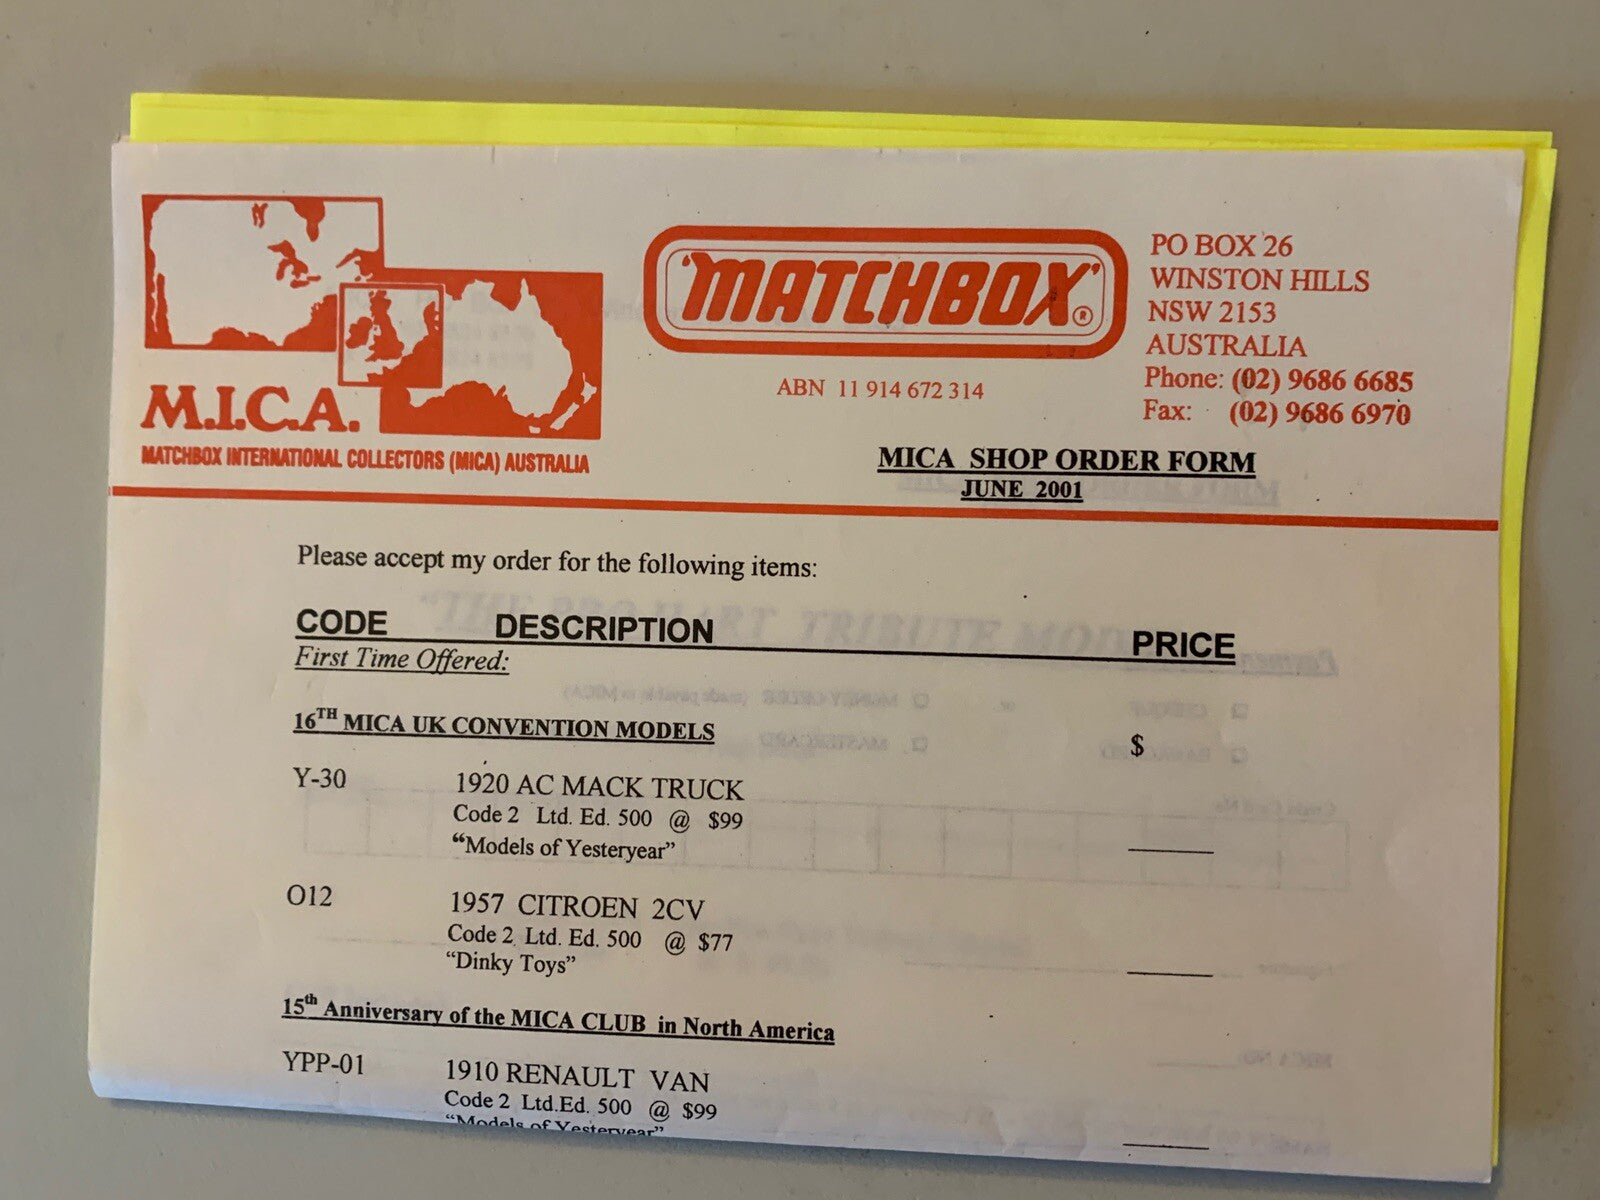 'MATCHBOX'®
ABN 11 914 672 314
PO BOX 26
WINSTON HILLS
NSW 2153
AUSTRALIA
Phone: (02) 9686 6685
Fax: (02) 9686 6970
M.I.C.A.
MATCHBOX INTERNATIONAL COLLECTORS (MICA) AUSTRALIA
MICA SHOP ORDER FORM
JUNE 2001
Please accept my order for the following items:
CODE DESCRIPTION PRICE
First Time Offered:
16TH MICA UK CONVENTION MODELS $
Y-30 1920 AC MACK TRUCK
Code 2 Ltd. Ed. 500 @ $99
“Models of Yesteryear”
O12 1957 CITROEN 2CV
Code 2 Ltd. Ed. 500 @ $77
“Dinky Toys”
15th Anniversary of the MICA CLUB in North America
YPP-01 1910 RENAULT VAN
Code 2 Ltd.Ed. 500 @ $99
“Models of Yesteryear”